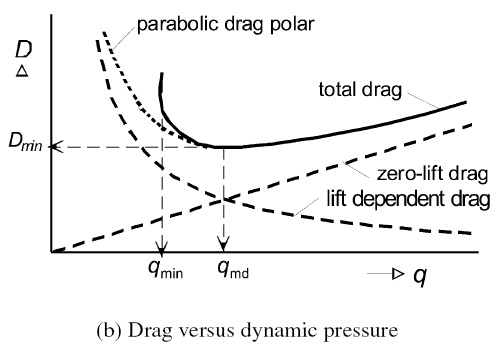 parabolic drag polar
D
total drag
D_min
zero-lift drag
lift dependent drag
q_min
q_md
q
(b) Drag versus dynamic pressure